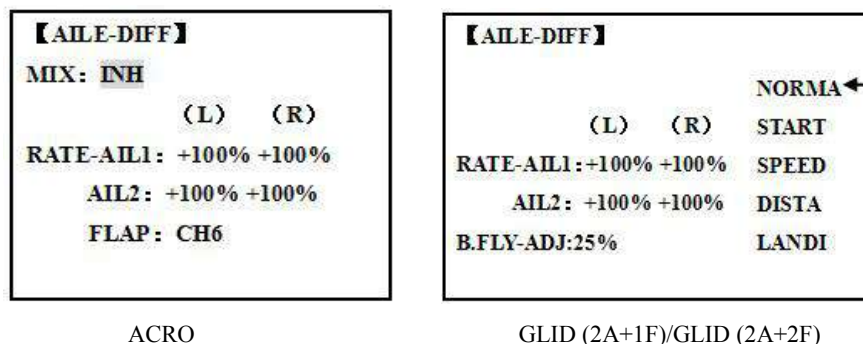 【AILE-DIFF】
MIX: INH
(L) (R)
RATE-AIL1: +100% +100%
AIL2: +100% +100%
FLAP: CH6
ACRO
【AILE-DIFF】
NORMA
(L) (R) START
RATE-AIL1:+100% +100% SPEED
AIL2: +100% +100% DISTA
B.FLY-ADJ:25% LANDI
GLID (2A+1F)/GLID (2A+2F)